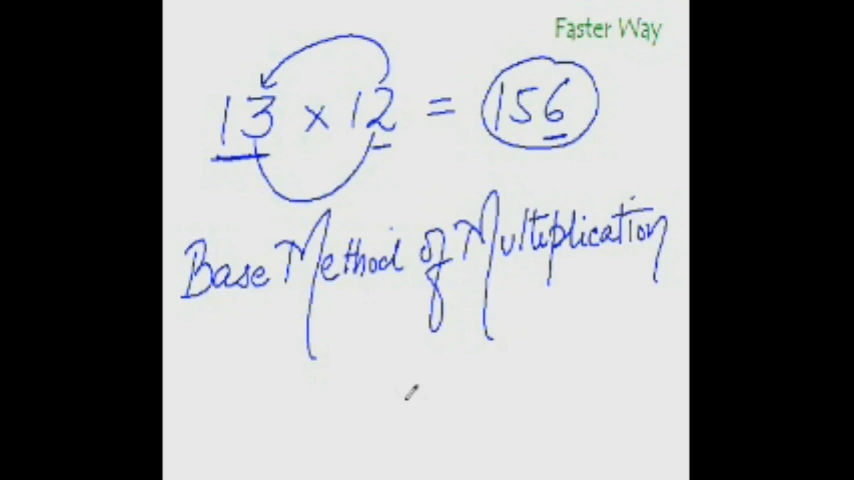 Faster Way
13 × 12 = 156
Base Method of Multiplication